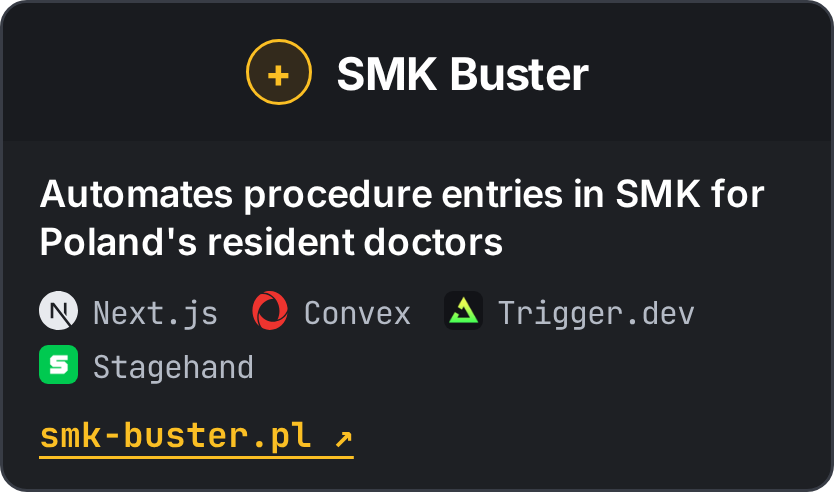 + SMK Buster
Automates procedure entries in SMK for
Poland's resident doctors
Next.js Convex Trigger.dev
Stagehand
smk-buster.pl ↗